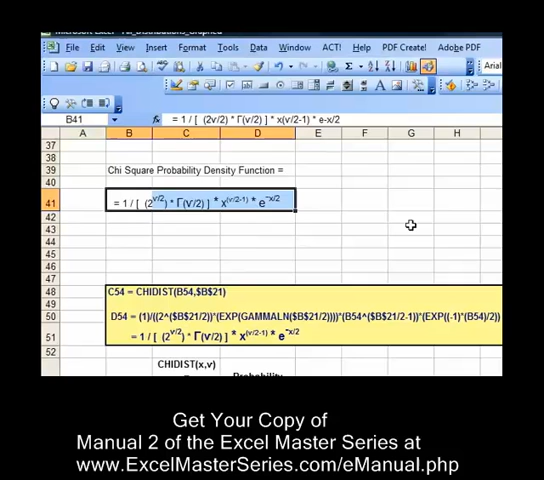 File Edit View Insert Format Tools Data Window ACT! Help PDF Create! Adobe PDF
Arial
B41 fx = 1 / [ (2v/2) * Γ(v/2) ] * x(v/2-1) * e-x/2
A B C D E F G H
37
38
39 Chi Square Probability Density Function =
40
41 = 1 / [ (2^v/2) * Γ(v/2) ] * x^(v/2-1) * e^-x/2
42
43
44
45
46
47
48 C54 = CHIDIST(B54,$B$21)
49
50 D54 = (1)/((2^($B$21/2))*(EXP(GAMMALN($B$21/2))))*(B54^($B$21/2-1))*(EXP((-1)*(B54)/2))
51 = 1 / [ (2^v/2) * Γ(v/2) ] * x^(v/2-1) * e^-x/2
52
CHIDIST(x,v)
Probability
Get Your Copy of
Manual 2 of the Excel Master Series at
www.ExcelMasterSeries.com/eManual.php